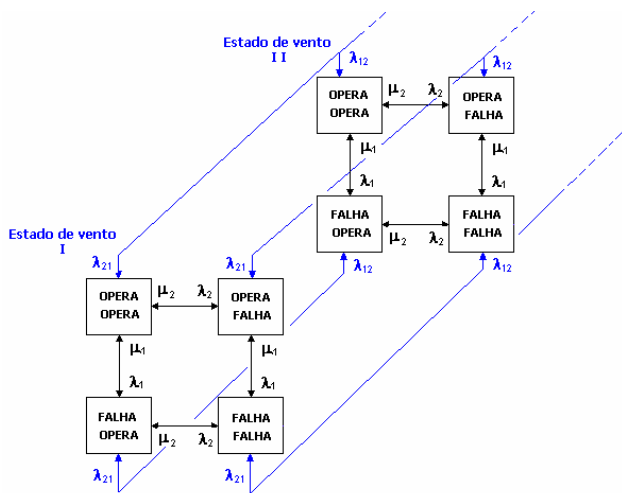 Estado de vento
I I
λ12
λ12
OPERA
OPERA
μ2
λ2
OPERA
FALHA
μ1
μ1
λ1
λ1
FALHA
OPERA
μ2
λ2
FALHA
FALHA
λ12
λ12
Estado de vento
I
λ21
λ21
OPERA
OPERA
μ2
λ2
OPERA
FALHA
μ1
μ1
λ1
λ1
FALHA
OPERA
μ2
λ2
FALHA
FALHA
λ21
λ21